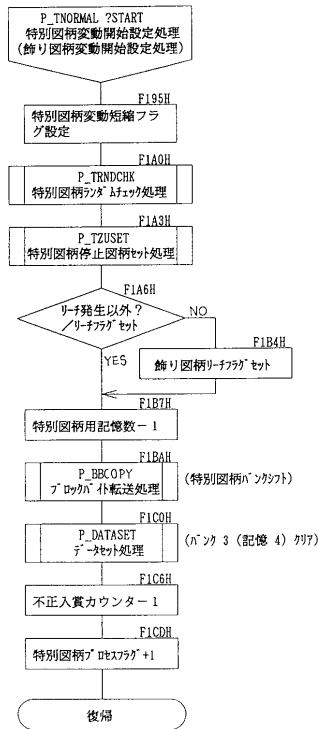 P_TNORMAL ?START
特別図柄変動開始設定処理
(飾り図柄変動開始設定処理)
F195H
特別図柄変動短縮フラ
グ設定
F1A0H
P_TRNDCHK
特別図柄ﾗﾝﾀﾞﾑﾁｪｯｸ処理
F1A3H
P_TZUSET
特別図柄停止図柄ｾｯﾄ処理
F1A6H
ﾘｰﾁ発生以外?
/ﾘｰﾁﾌﾗｸﾞｾｯﾄ
NO
YES
F1B4H
飾り図柄ﾘｰﾁﾌﾗｸﾞｾｯﾄ
F1B7H
特別図柄用記憶数－1
F1BAH
P_BBCOPY
ﾌﾞﾛｯｸﾊﾞｲﾄ転送処理
(特別図柄ﾊﾞﾝｸｼﾌﾄ)
F1C0H
P_DATASET
ﾃﾞｰﾀｾｯﾄ処理
(ﾊﾞﾝｸ 3 (記憶 4) ｸﾘｱ)
F1C6H
不正入賞カウンター1
F1CDH
特別図柄ﾌﾟﾛｾｽﾌﾗｸﾞ+1
復帰